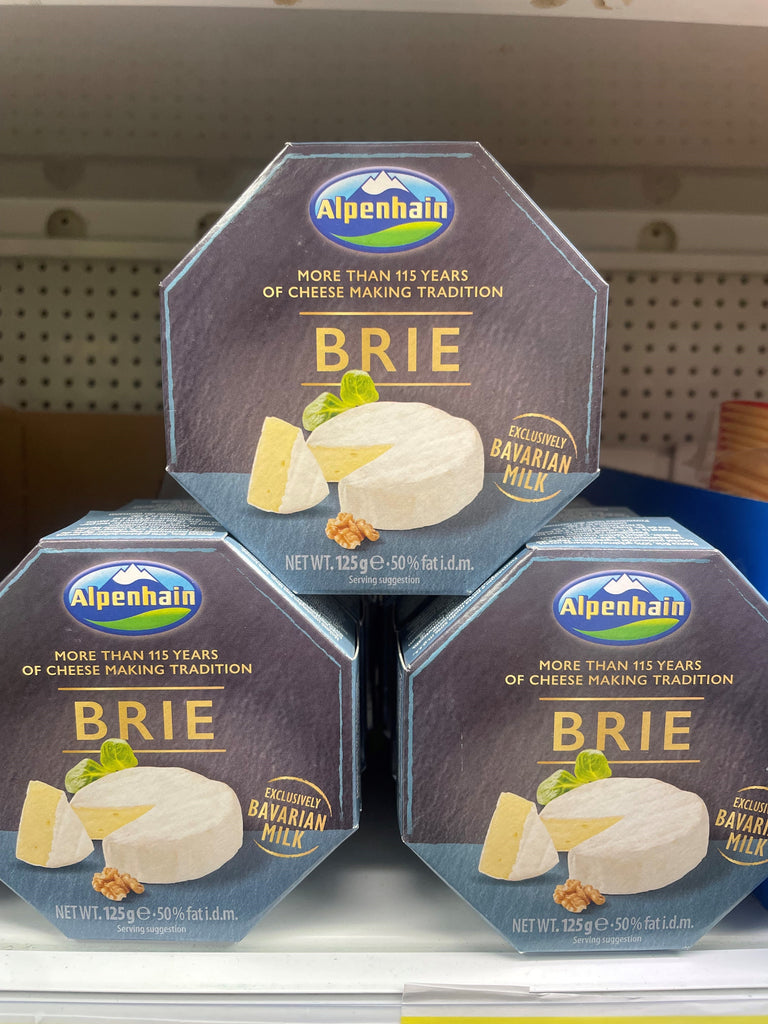 Alpenhain
MORE THAN 115 YEARS
OF CHEESE MAKING TRADITION
BRIE
EXCLUSIVELY
BAVARIAN
MILK
NET WT. 125g℮·50% fat i.d.m.
Serving suggestion
Alpenhain
MORE THAN 115 YEARS
OF CHEESE MAKING TRADITION
BRIE
EXCLUSIVELY
BAVARIAN
MILK
NET WT. 125g℮·50% fat i.d.m.
Serving suggestion
Alpenhain
MORE THAN 115 YEARS
OF CHEESE MAKING TRADITION
BRIE
MILK
NET WT. 125g℮·50% fat i.d.m.
Serving suggestion